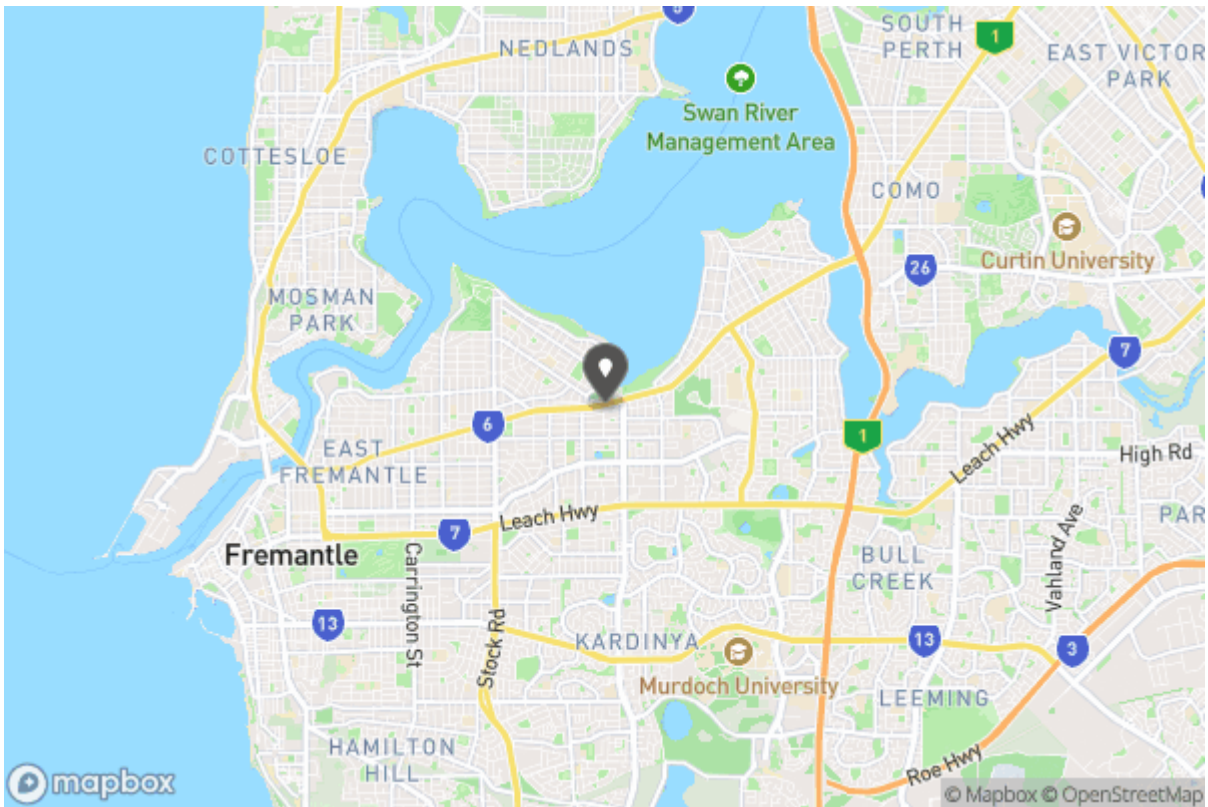 5
NEDLANDS
SOUTH
PERTH
1
EAST VICTOR
PARK
Swan River
Management Area
COTTESLOE
COMO
Curtin University
26
MOSMAN
PARK
7
6
1
EAST
FREMANTLE
High Rd
Leach Hwy
Leach Hwy
7
PAR
Fremantle
Carrington St
BULL
CREEK
Vahland Ave
13
Stock Rd
KARDINYA
13
3
Murdoch University
LEEMING
HAMILTON
HILL
Roe Hwy
mapbox
© Mapbox © OpenStreetMap